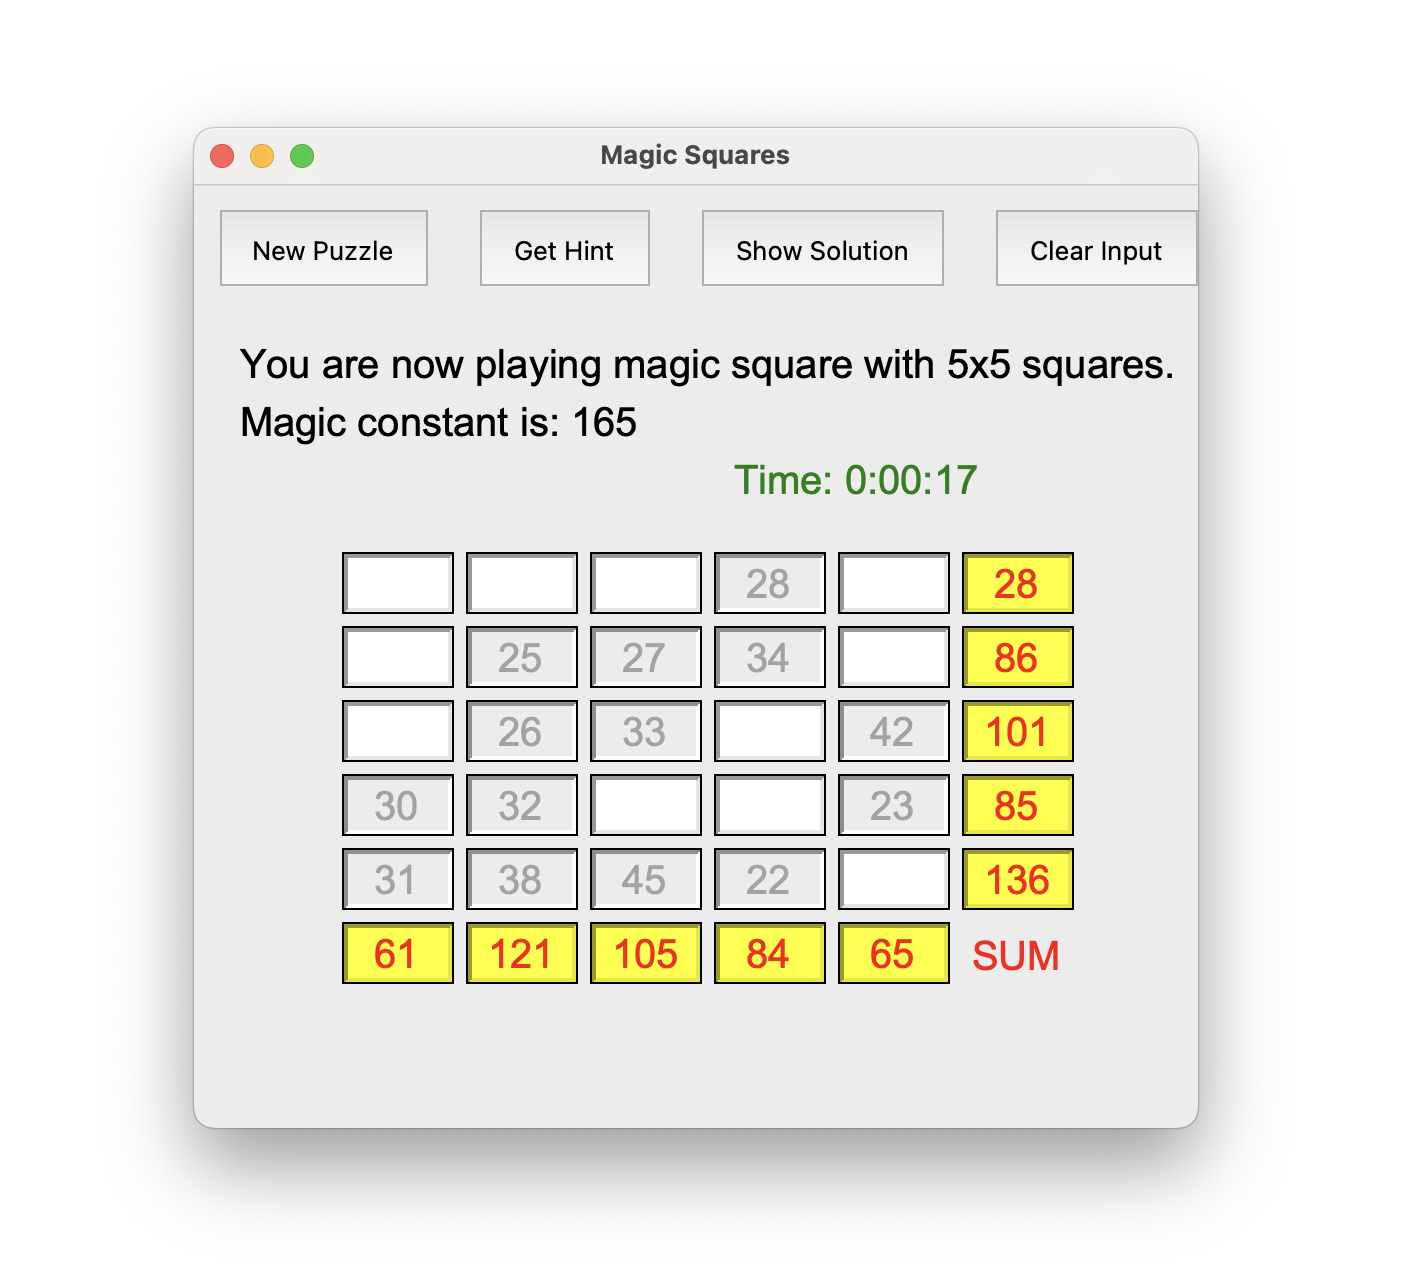 Magic Squares
New Puzzle Get Hint Show Solution Clear Input
You are now playing magic square with 5x5 squares.
Magic constant is: 165
Time: 0:00:17
28 28
25 27 34 86
26 33 42 101
30 32 23 85
31 38 45 22 136
61 121 105 84 65 SUM